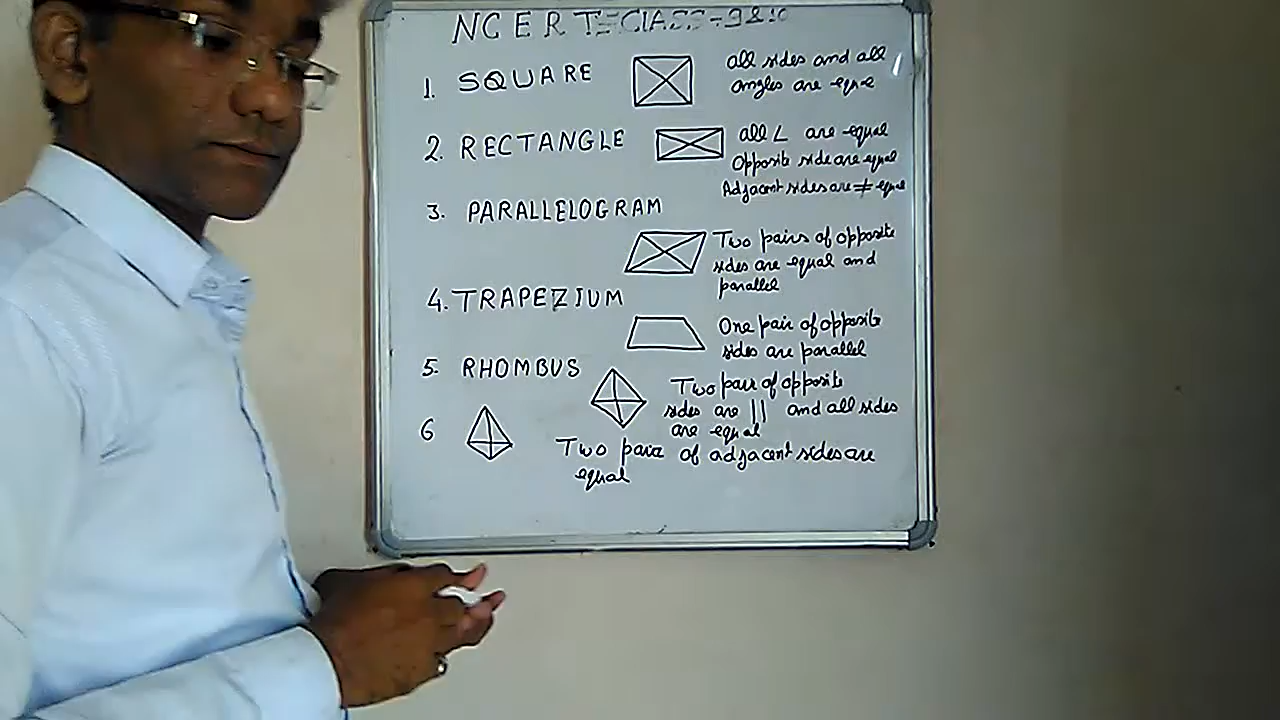 NCERT CLASS - 9 & 10
1. SQUARE
all sides and all
angles are eque
2. RECTANGLE
all ∠ are equal
Opposite side are equal
Adjacent sides are ≠ equal
3. PARALLELOGRAM
Two pairs of opposite
sides are equal and
parallel
4. TRAPEZIUM
One pair of opposite
sides are parallel
5. RHOMBUS
Two pair of opposite
sides are || and all sides
are equal
6
Two pair of adjacent sides are
equal